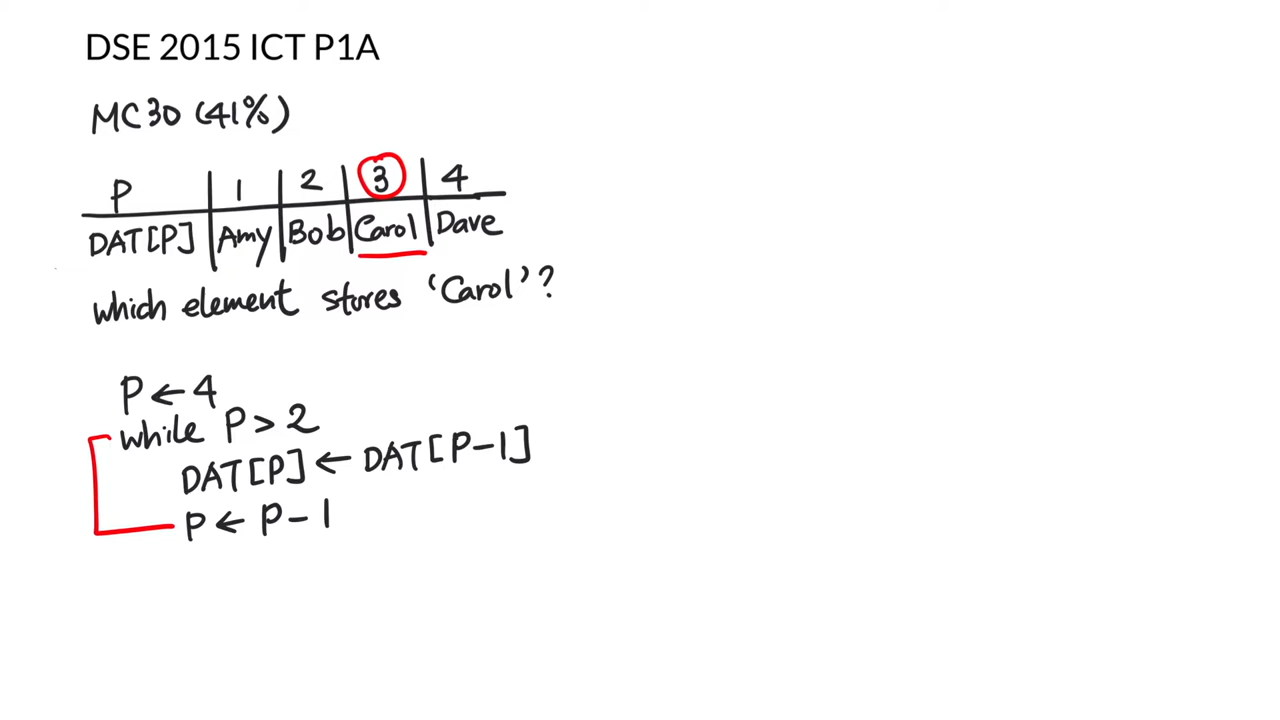 DSE 2015 ICT P1A
MC30 (41%)
P 1 2 3 4
DAT[P] Amy Bob Carol Dave
which element stores 'Carol'?
P ← 4
while P > 2
DAT[P] ← DAT[P-1]
P ← P - 1